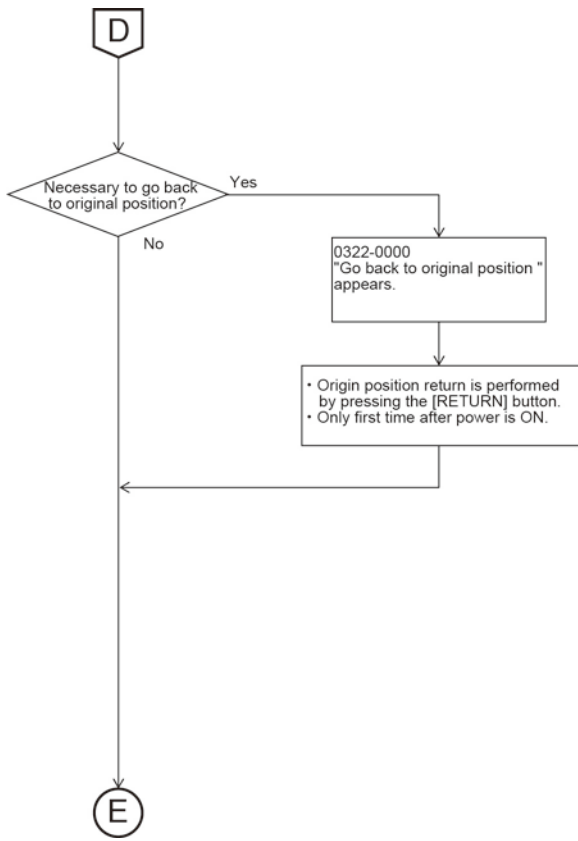 D
Necessary to go back
to original position?
Yes
No
0322-0000
"Go back to original position "
appears.
・Origin position return is performed
by pressing the [RETURN] button.
・Only first time after power is ON.
E